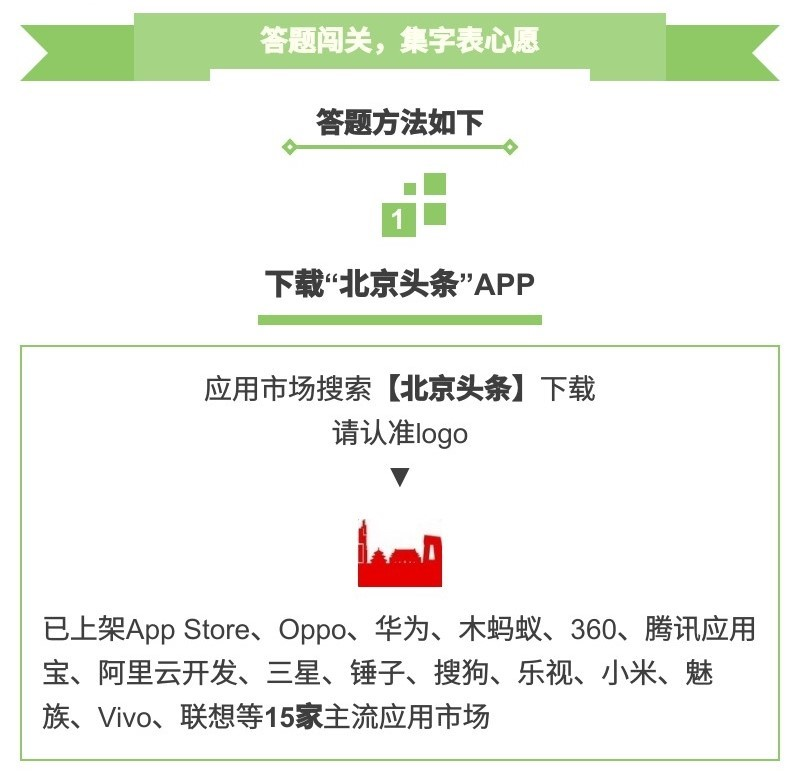 答题闯关，集字表心愿
答题方法如下
1
下载“北京头条”APP
应用市场搜索【北京头条】下载
请认准logo
▼
已上架App Store、Oppo、华为、木蚂蚁、360、腾讯应用
宝、阿里云开发、三星、锤子、搜狗、乐视、小米、魅
族、Vivo、联想等15家主流应用市场